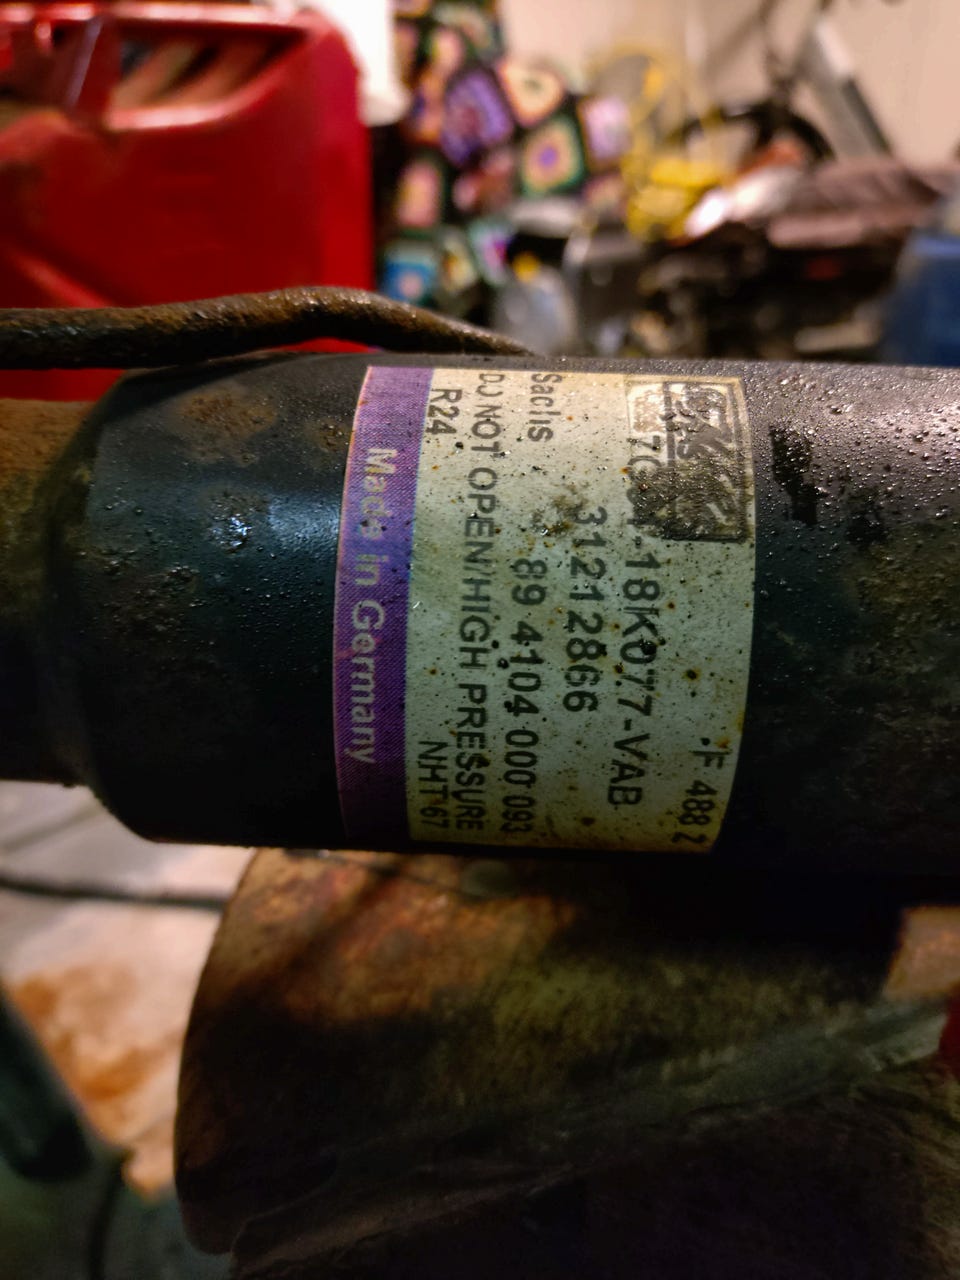 F 488 2
-18K077-VAB
31212866
Sachs 89 4104 000 093
DO NOT OPEN/HIGH PRESSURE
R24 NHT 67
Made in Germany